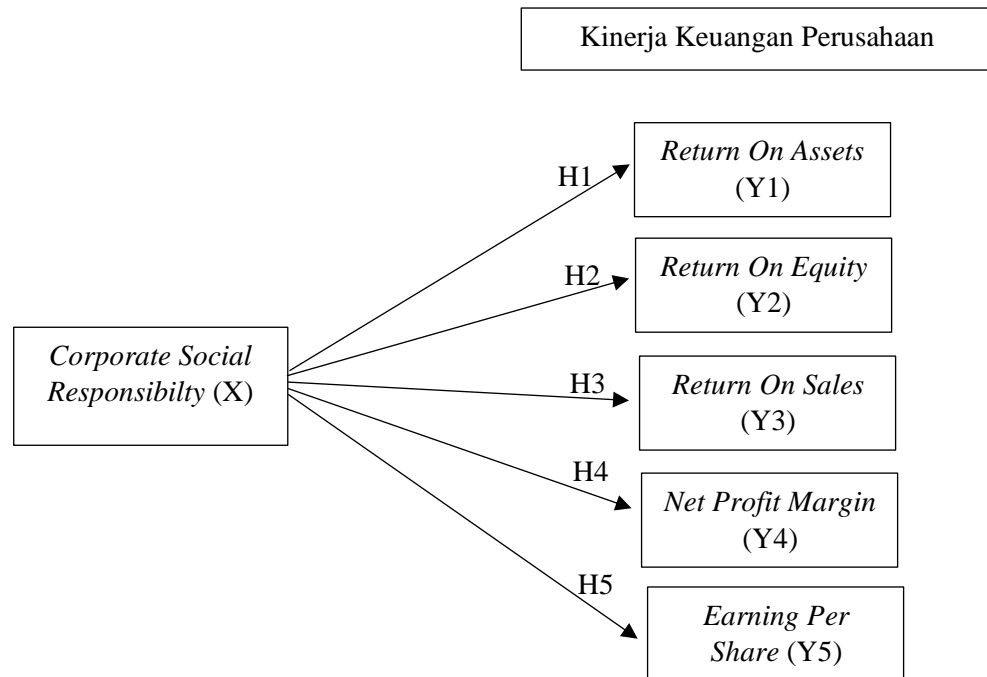 Kinerja Keuangan Perusahaan
Return On Assets
(Y1)
H1
Return On Equity
(Y2)
H2
Corporate Social
Responsibilty (X)
H3
Return On Sales
(Y3)
H4
Net Profit Margin
(Y4)
H5
Earning Per
Share (Y5)